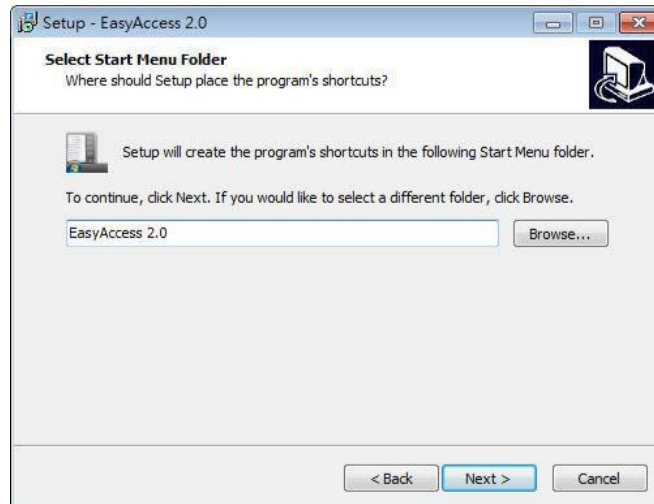 Setup - EasyAccess 2.0
Select Start Menu Folder
Where should Setup place the program's shortcuts?
Setup will create the program's shortcuts in the following Start Menu folder.
To continue, click Next. If you would like to select a different folder, click Browse.
EasyAccess 2.0
Browse...
< Back
Next >
Cancel